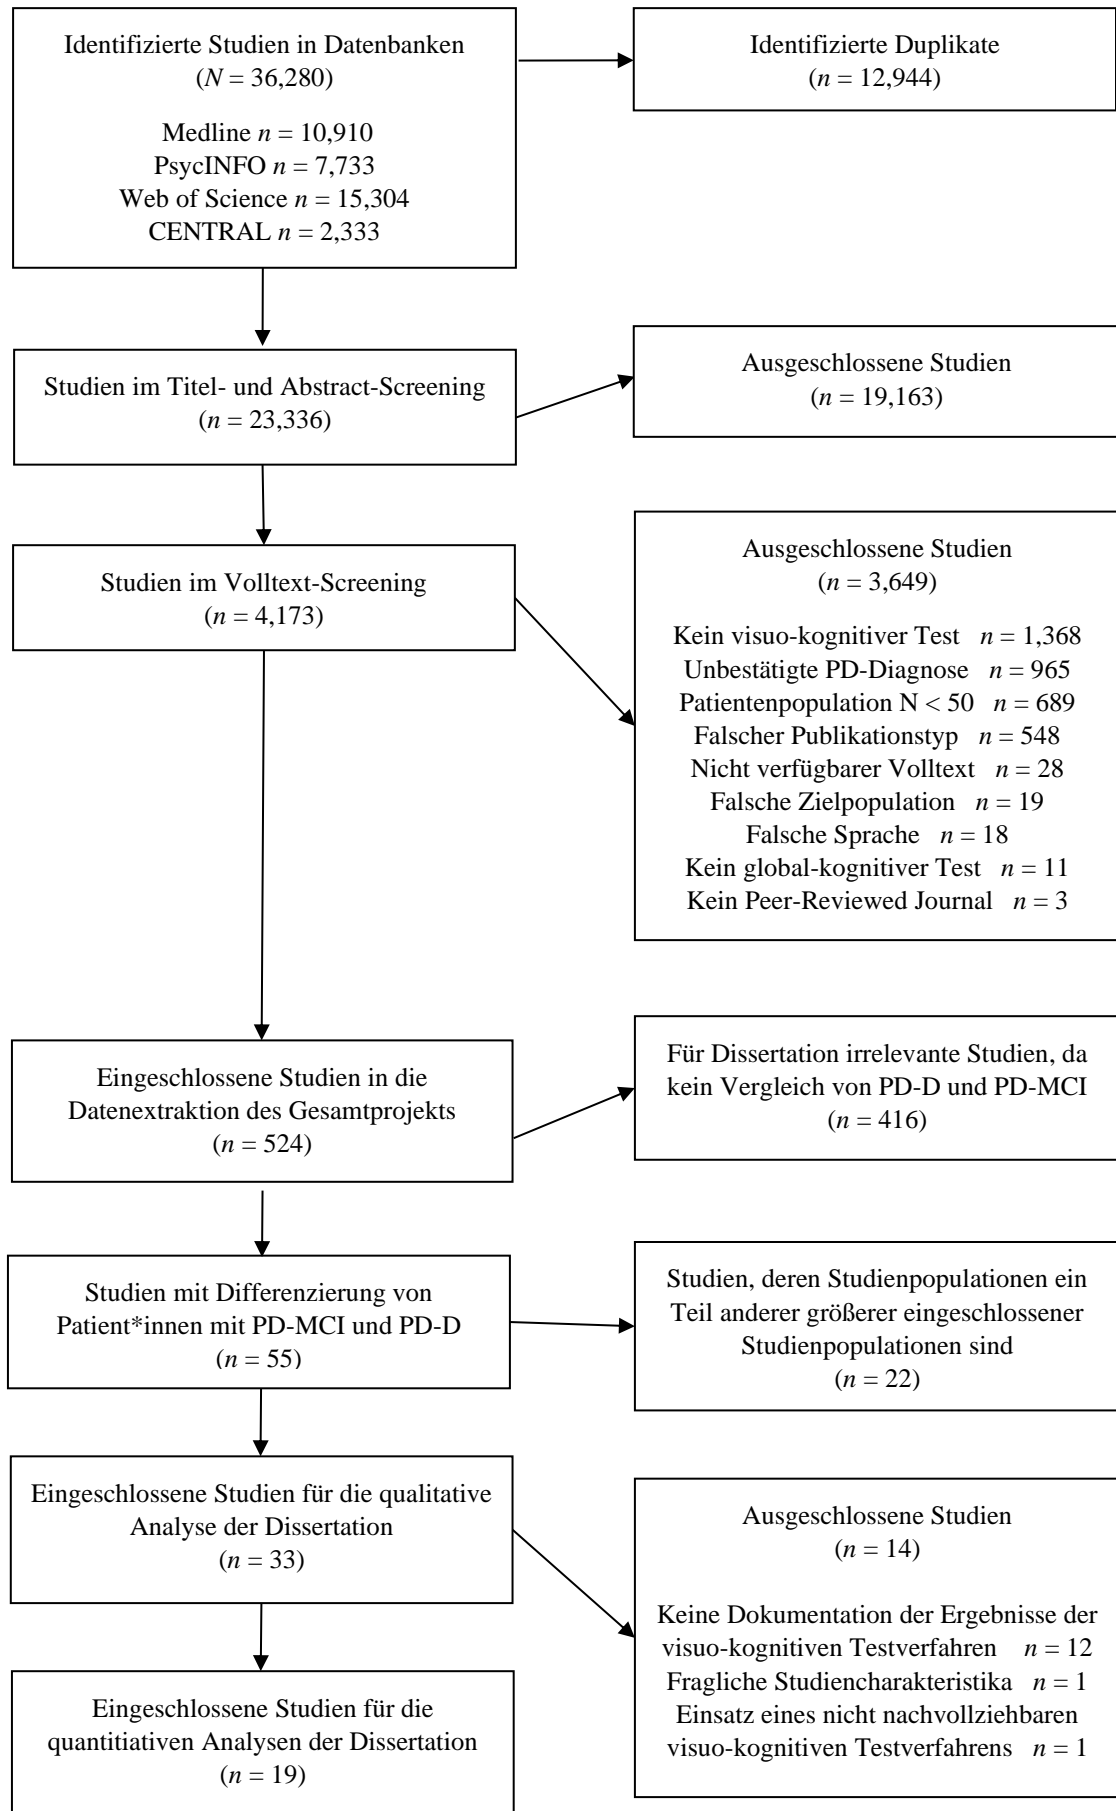 Identifizierte Studien in Datenbanken
(N = 36,280)
Medline n = 10,910
PsycINFO n = 7,733
Web of Science n = 15,304
CENTRAL n = 2,333
Identifizierte Duplikate
(n = 12,944)
Studien im Titel- und Abstract-Screening
(n = 23,336)
Ausgeschlossene Studien
(n = 19,163)
Studien im Volltext-Screening
(n = 4,173)
Ausgeschlossene Studien
(n = 3,649)
Kein visuo-kognitiver Test n = 1,368
Unbestätigte PD-Diagnose n = 965
Patientenpopulation N < 50 n = 689
Falscher Publikationstyp n = 548
Nicht verfügbarer Volltext n = 28
Falsche Zielpopulation n = 19
Falsche Sprache n = 18
Kein global-kognitiver Test n = 11
Kein Peer-Reviewed Journal n = 3
Eingeschlossene Studien in die
Datenextraktion des Gesamtprojekts
(n = 524)
Für Dissertation irrelevante Studien, da
kein Vergleich von PD-D und PD-MCI
(n = 416)
Studien mit Differenzierung von
Patient*innen mit PD-MCI und PD-D
(n = 55)
Studien, deren Studienpopulationen ein
Teil anderer größerer eingeschlossener
Studienpopulationen sind
(n = 22)
Eingeschlossene Studien für die qualitative
Analyse der Dissertation
(n = 33)
Ausgeschlossene Studien
(n = 14)
Keine Dokumentation der Ergebnisse der
visuo-kognitiven Testverfahren n = 12
Fragliche Studiencharakteristika n = 1
Einsatz eines nicht nachvollziehbaren
visuo-kognitiven Testverfahrens n = 1
Eingeschlossene Studien für die
quantitiativen Analysen der Dissertation
(n = 19)